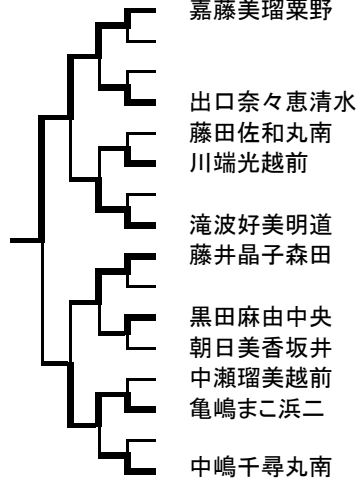 嘉藤美瑠粟野
出口奈々恵清水
藤田佐和丸南
川端光越前
滝波好美明道
藤井晶子森田
黒田麻由中央
朝日美香坂井
中瀬瑠美越前
亀嶋まこ浜二
中嶋千尋丸南